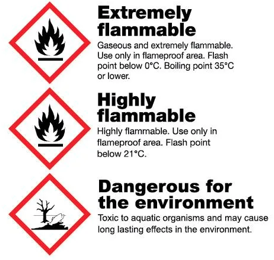 Extremely
flammable
Gaseous and extremely flammable.
Use only in flameproof area. Flash
point below 0°C. Boiling point 35°C
or lower.
Highly
flammable
Highly flammable. Use only in
flameproof area. Flash point
below 21°C.
Dangerous for
the environment
Toxic to aquatic organisms and may cause
long lasting effects in the environment.